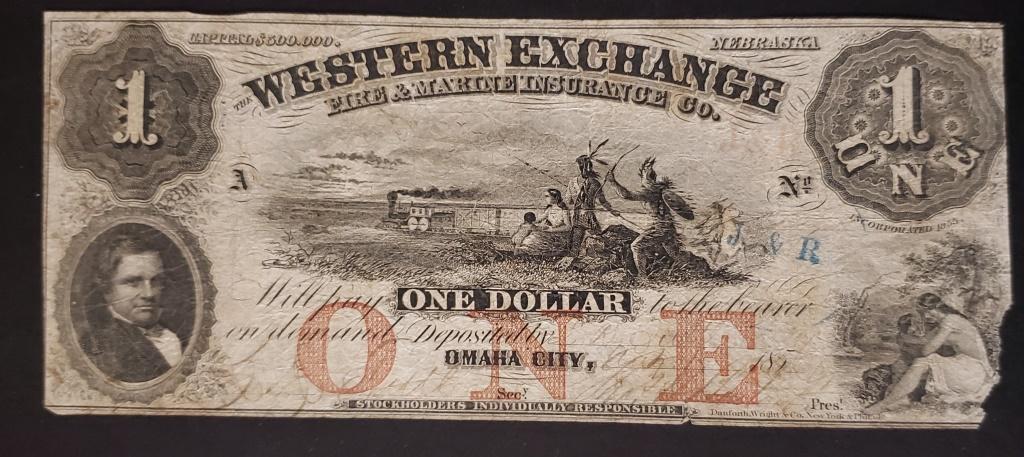 CAPITAL $500.000.
NEBRASKA
THE WESTERN EXCHANGE
FIRE & MARINE INSURANCE CO.
1
1
ONE
A
No
INCORPORATED 1855.
J & R
Will pay ONE DOLLAR to the bearer
on demand Deposited by
ONE
OMAHA CITY, 185
Secy.
Prest.
STOCKHOLDERS INDIVIDUALLY RESPONSIBLE
Danforth, Wright & Co. New York &